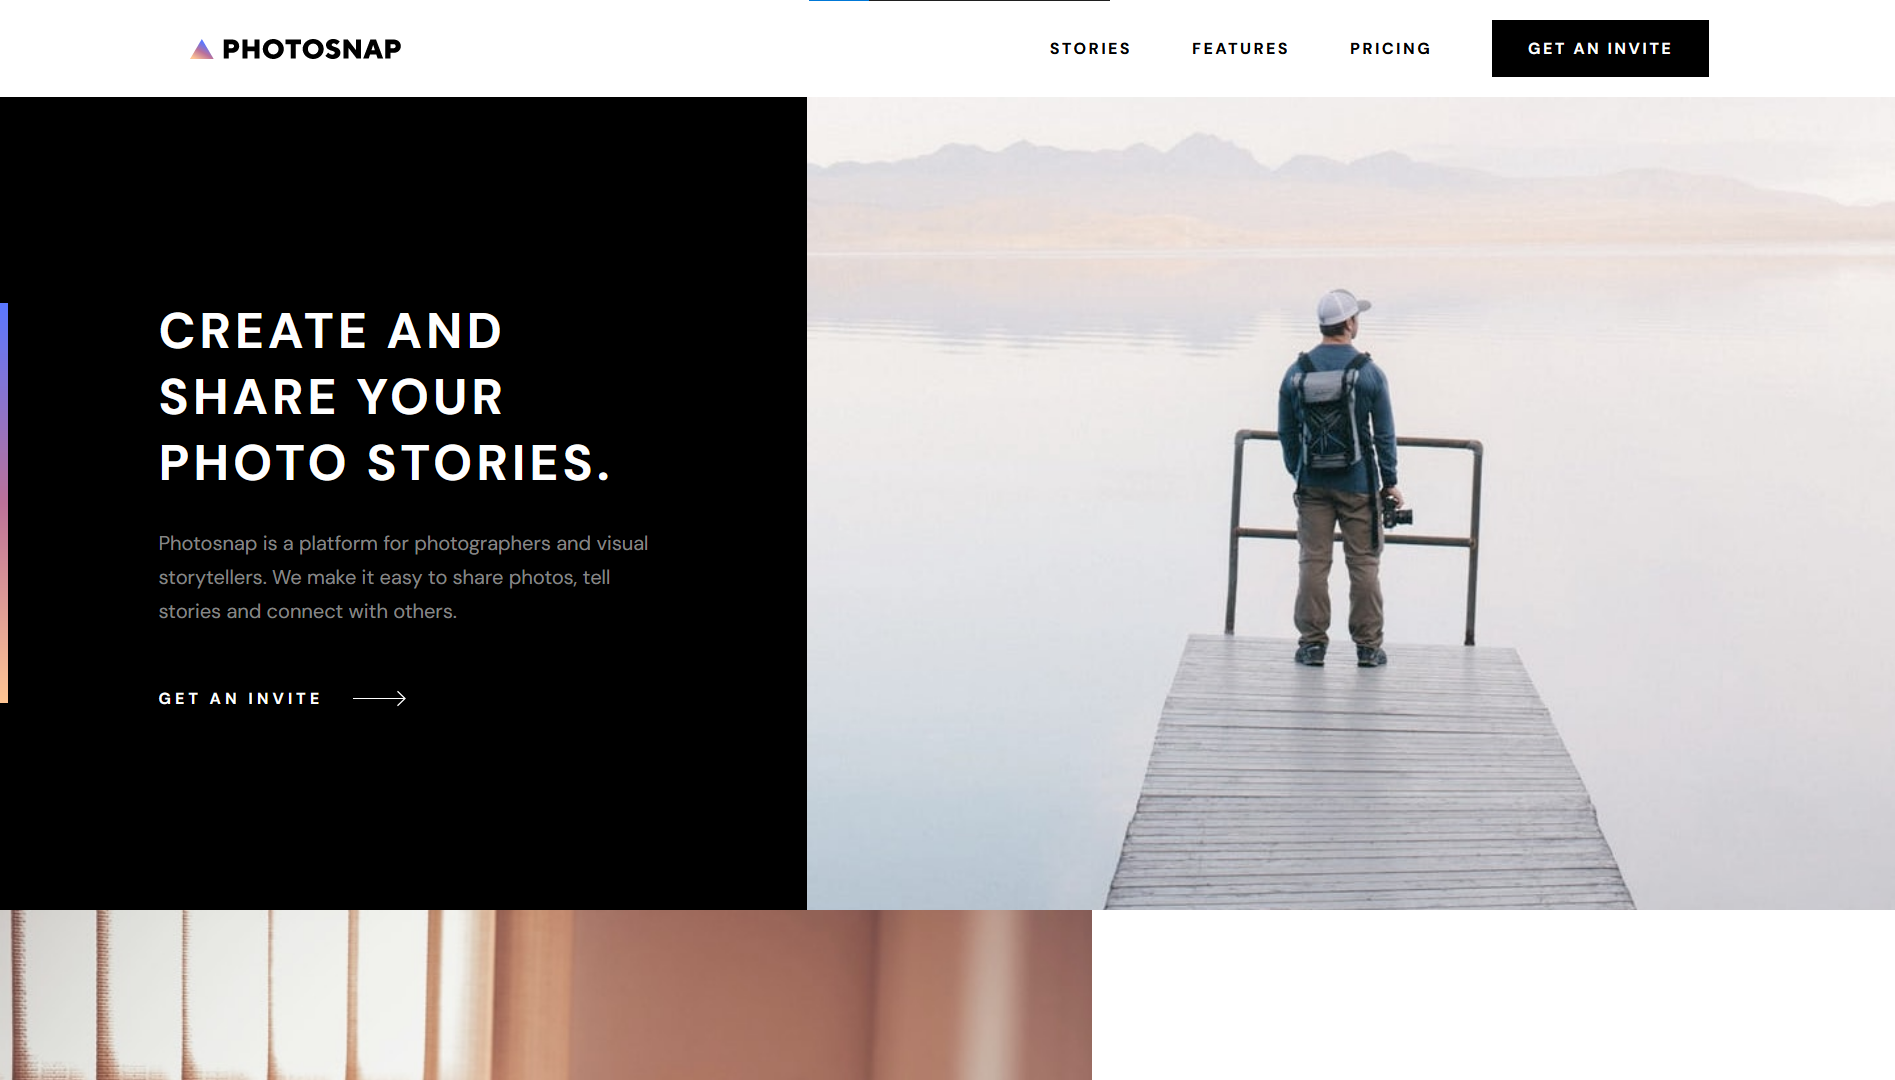 PHOTOSNAP
STORIES
FEATURES
PRICING
GET AN INVITE
CREATE AND
SHARE YOUR
PHOTO STORIES.
Photosnap is a platform for photographers and visual
storytellers. We make it easy to share photos, tell
stories and connect with others.
GET AN INVITE